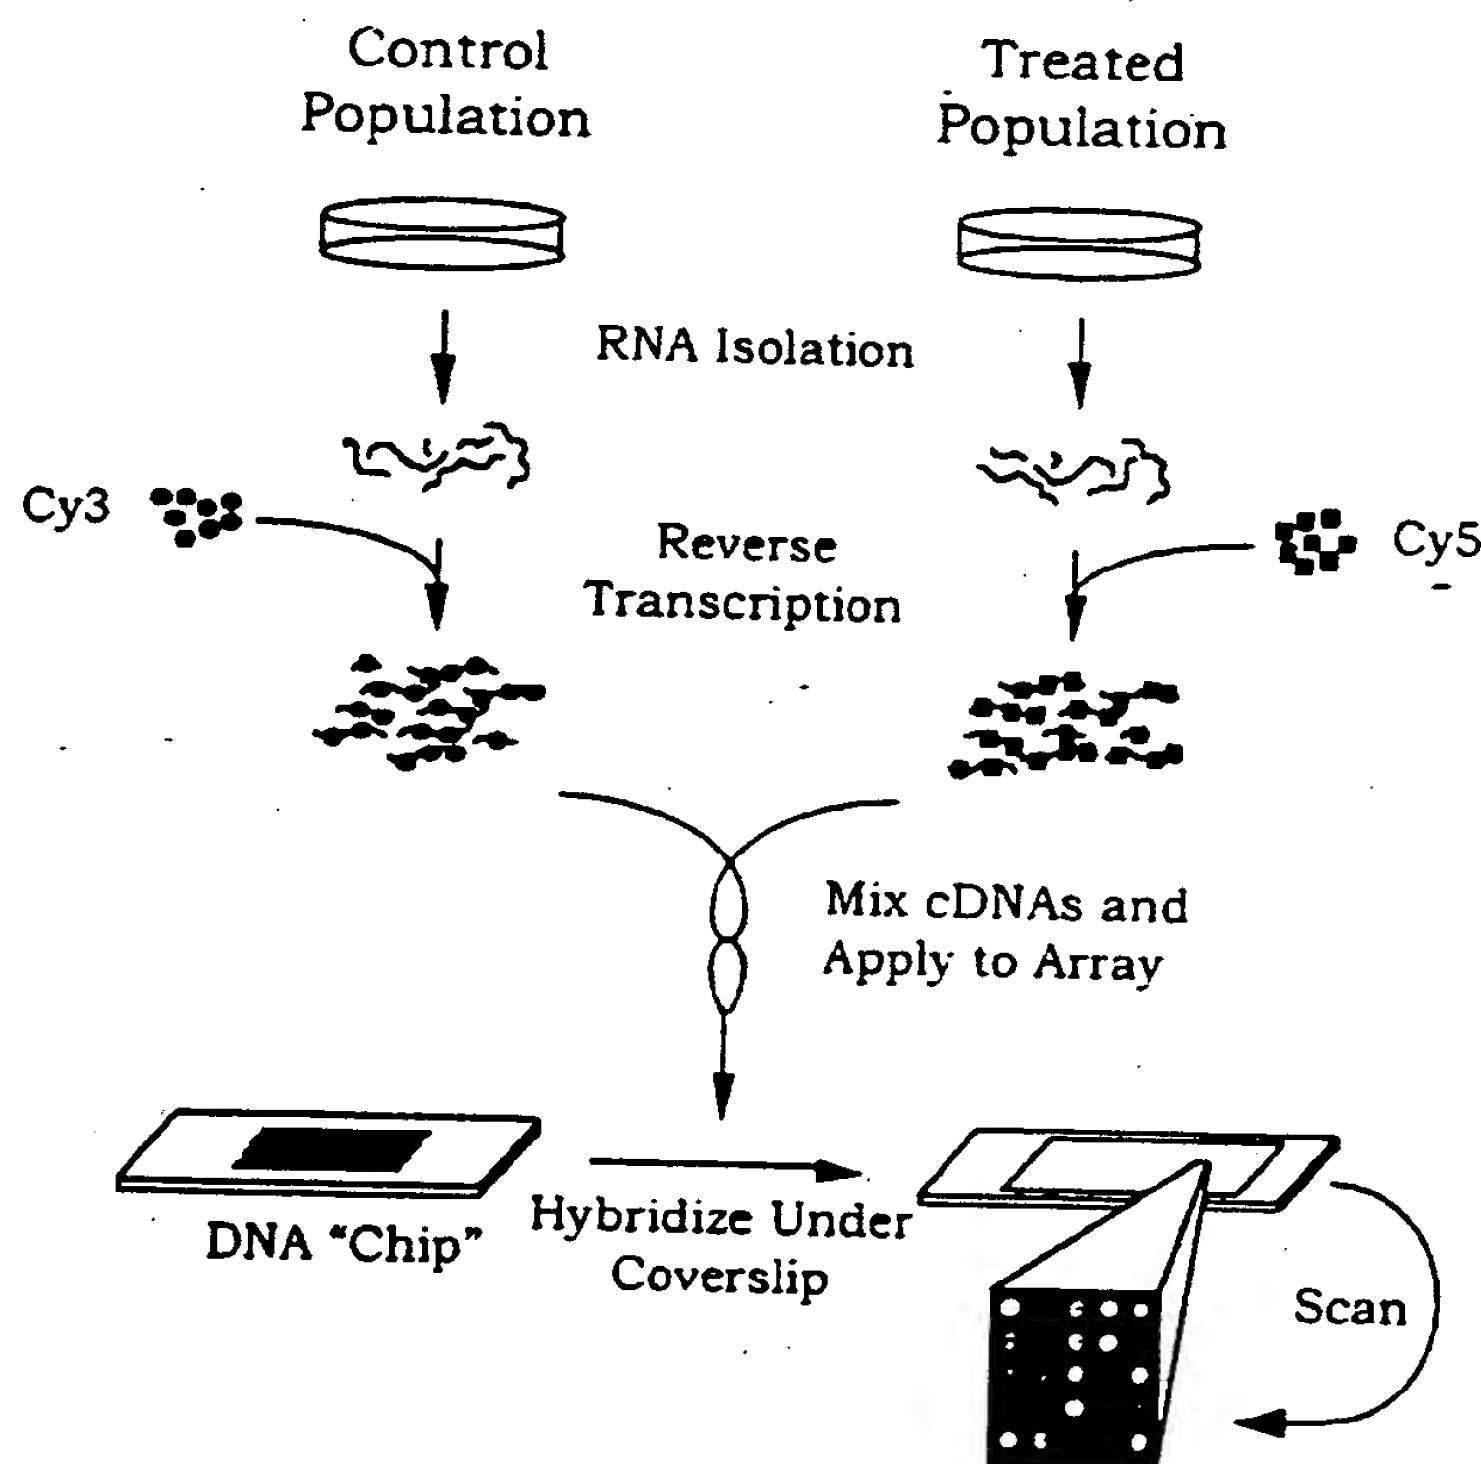 Control
Population
Treated
Population
RNA Isolation
Cy3
Reverse
Transcription
Cy5
Mix cDNAs and
Apply to Array
DNA “Chip”
Hybridize Under
Coverslip
Scan